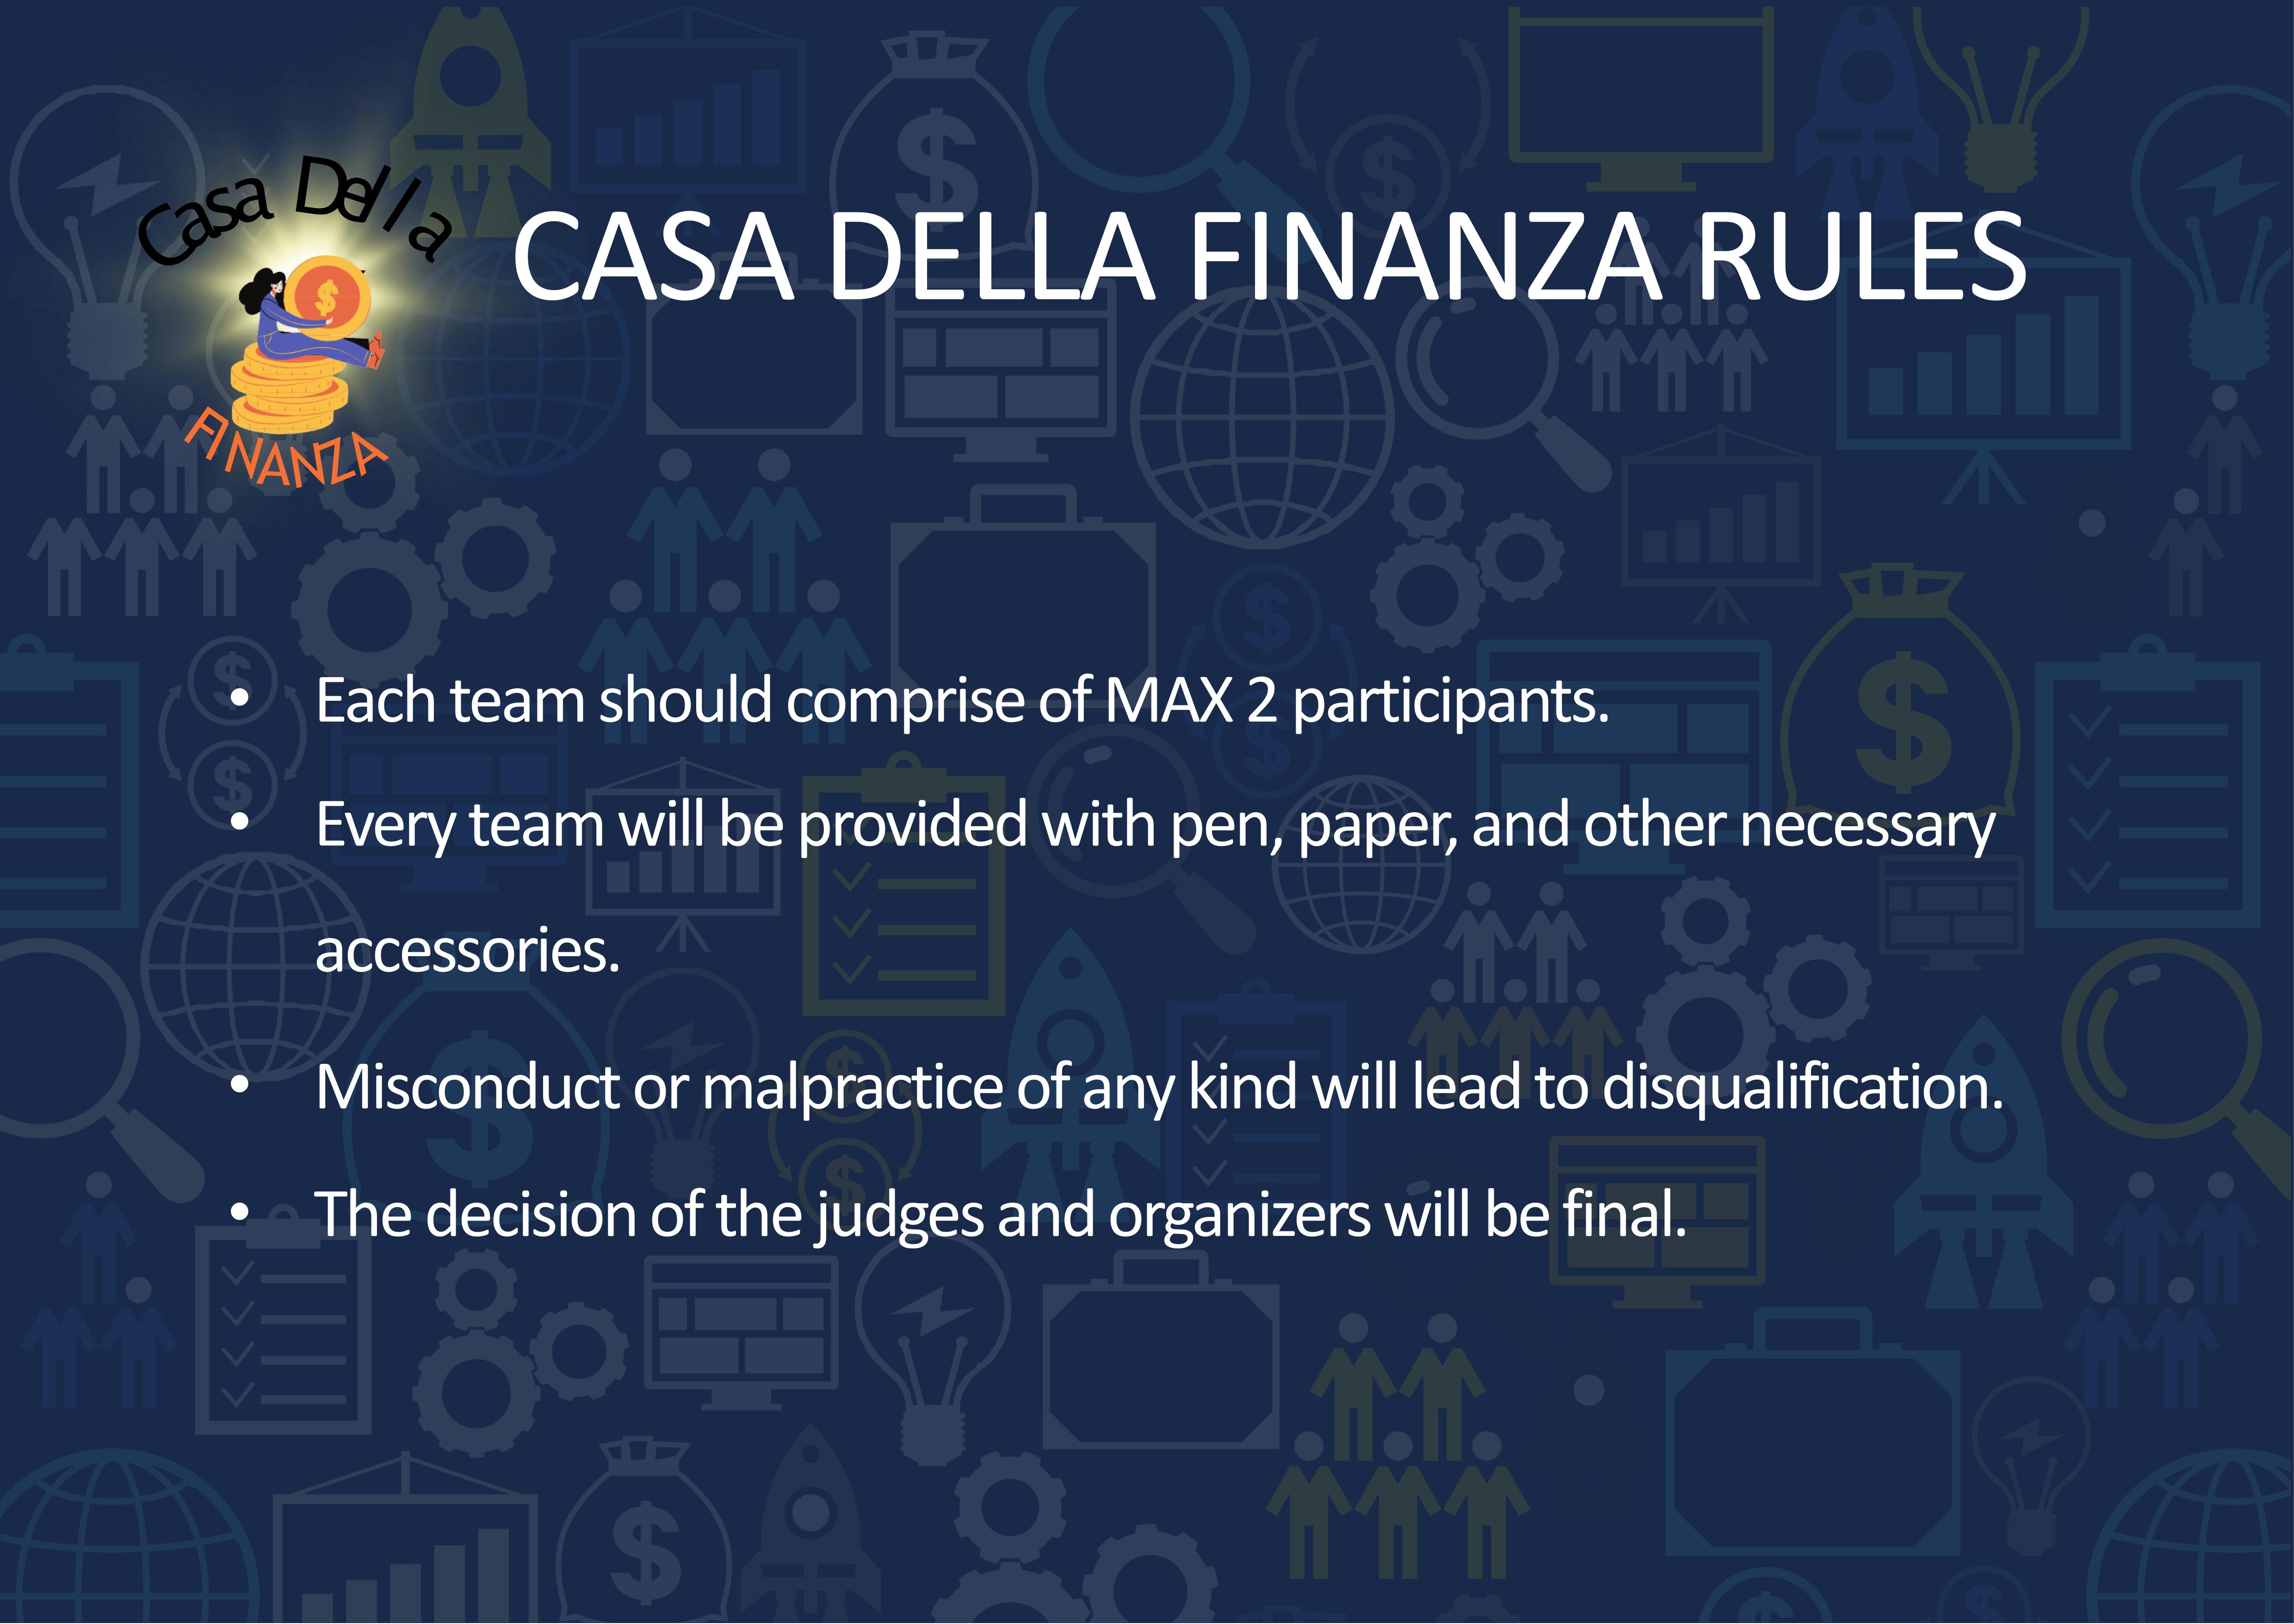 Casa Della
FINANZA
CASA DELLA FINANZA RULES
• Each team should comprise of MAX 2 participants.
• Every team will be provided with pen, paper, and other necessary
accessories.
• Misconduct or malpractice of any kind will lead to disqualification.
• The decision of the judges and organizers will be final.